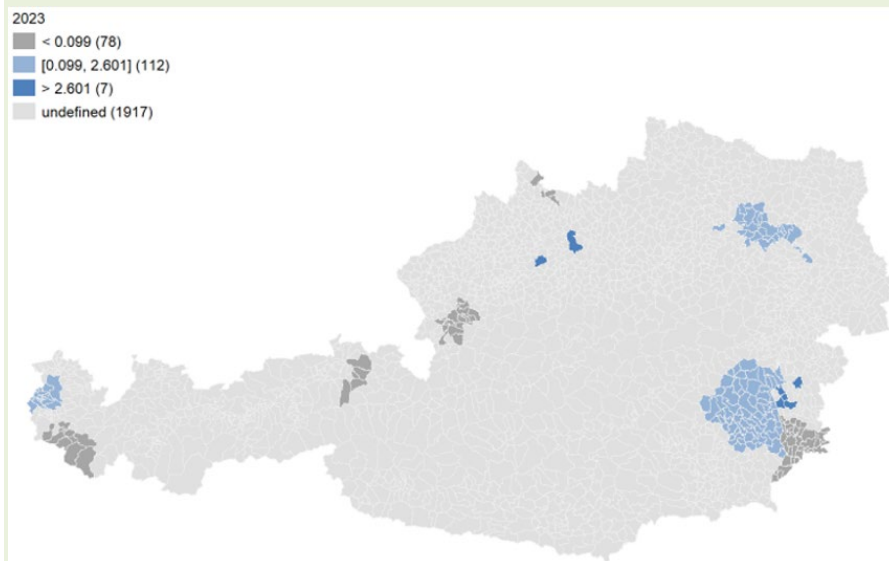 2023
< 0.099 (78)
[0.099, 2.601] (112)
> 2.601 (7)
undefined (1917)